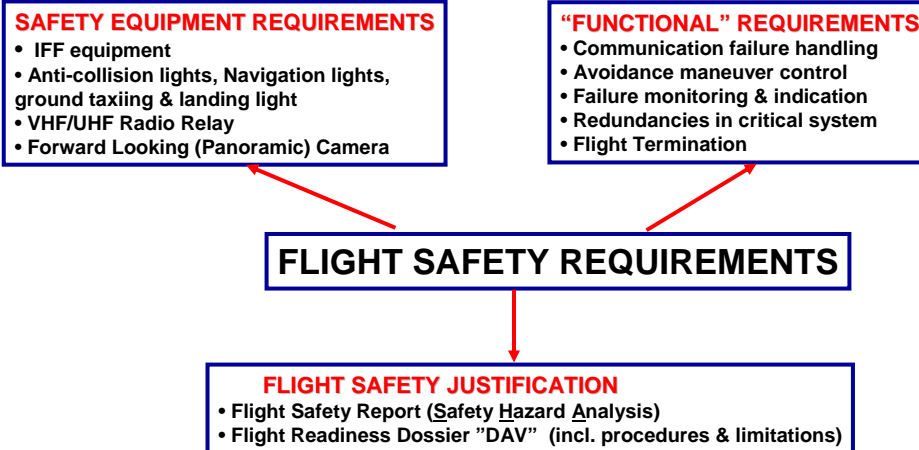 SAFETY EQUIPMENT REQUIREMENTS
• IFF equipment
• Anti-collision lights, Navigation lights,
ground taxiing & landing light
• VHF/UHF Radio Relay
• Forward Looking (Panoramic) Camera
“FUNCTIONAL” REQUIREMENTS
• Communication failure handling
• Avoidance maneuver control
• Failure monitoring & indication
• Redundancies in critical system
• Flight Termination
FLIGHT SAFETY REQUIREMENTS
FLIGHT SAFETY JUSTIFICATION
• Flight Safety Report (Safety Hazard Analysis)
• Flight Readiness Dossier ”DAV” (incl. procedures & limitations)